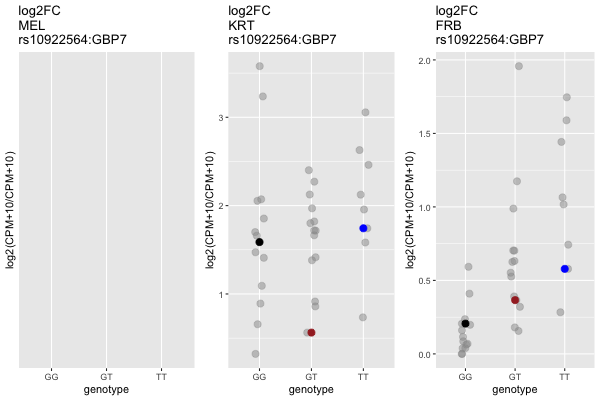 log2FC
MEL
rs10922564:GBP7
log2(CPM+10/CPM+10)
GG GT TT
genotype
log2FC
KRT
rs10922564:GBP7
log2(CPM+10/CPM+10)
3
2
1
GG GT TT
genotype
log2FC
FRB
rs10922564:GBP7
log2(CPM+10/CPM+10)
2.0
1.5
1.0
0.5
0.0
GG GT TT
genotype